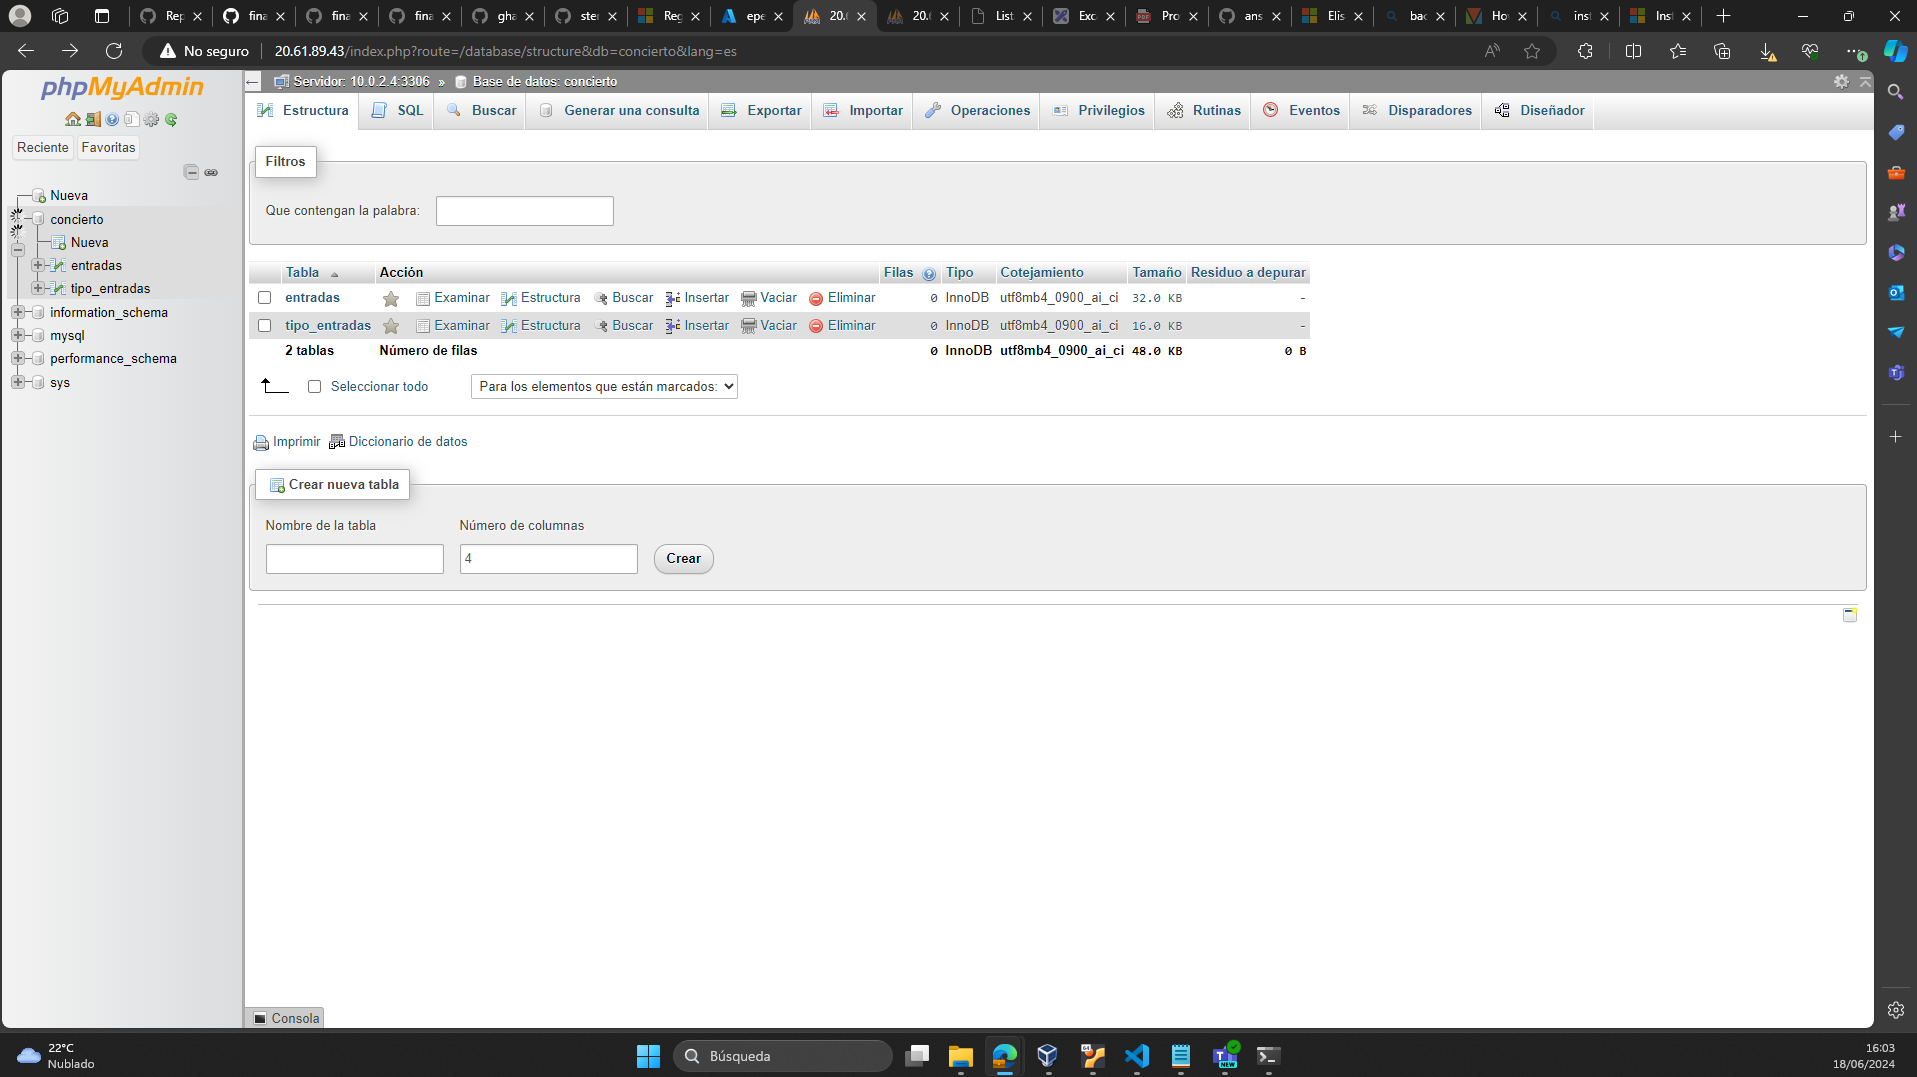 Rep
fina
fina
fina
gha
ster
Reg
epe
20.
20.
List
Exc
Pro
ans
Elis
bac
Ho
inst
Inst
No seguro
20.61.89.43/index.php?route=/database/structure&db=concierto&lang=es
phpMyAdmin
Reciente
Favoritas
Nueva
concierto
Nueva
entradas
tipo_entradas
information_schema
mysql
performance_schema
sys
Servidor: 10.0.2.4:3306 » Base de datos: concierto
Estructura
SQL
Buscar
Generar una consulta
Exportar
Importar
Operaciones
Privilegios
Rutinas
Eventos
Disparadores
Diseñador
Filtros
Que contengan la palabra:
Tabla Acción Filas Tipo Cotejamiento Tamaño Residuo a depurar
entradas Examinar Estructura Buscar Insertar Vaciar Eliminar 0 InnoDB utf8mb4_0900_ai_ci 32.0 KB -
tipo_entradas Examinar Estructura Buscar Insertar Vaciar Eliminar 0 InnoDB utf8mb4_0900_ai_ci 16.0 KB -
2 tablas Número de filas 0 InnoDB utf8mb4_0900_ai_ci 48.0 KB 0 B
Seleccionar todo
Para los elementos que están marcados:
Imprimir
Diccionario de datos
Crear nueva tabla
Nombre de la tabla
Número de columnas
4
Crear
Consola
22°C
Nublado
Búsqueda
64
NEW
16:03
18/06/2024